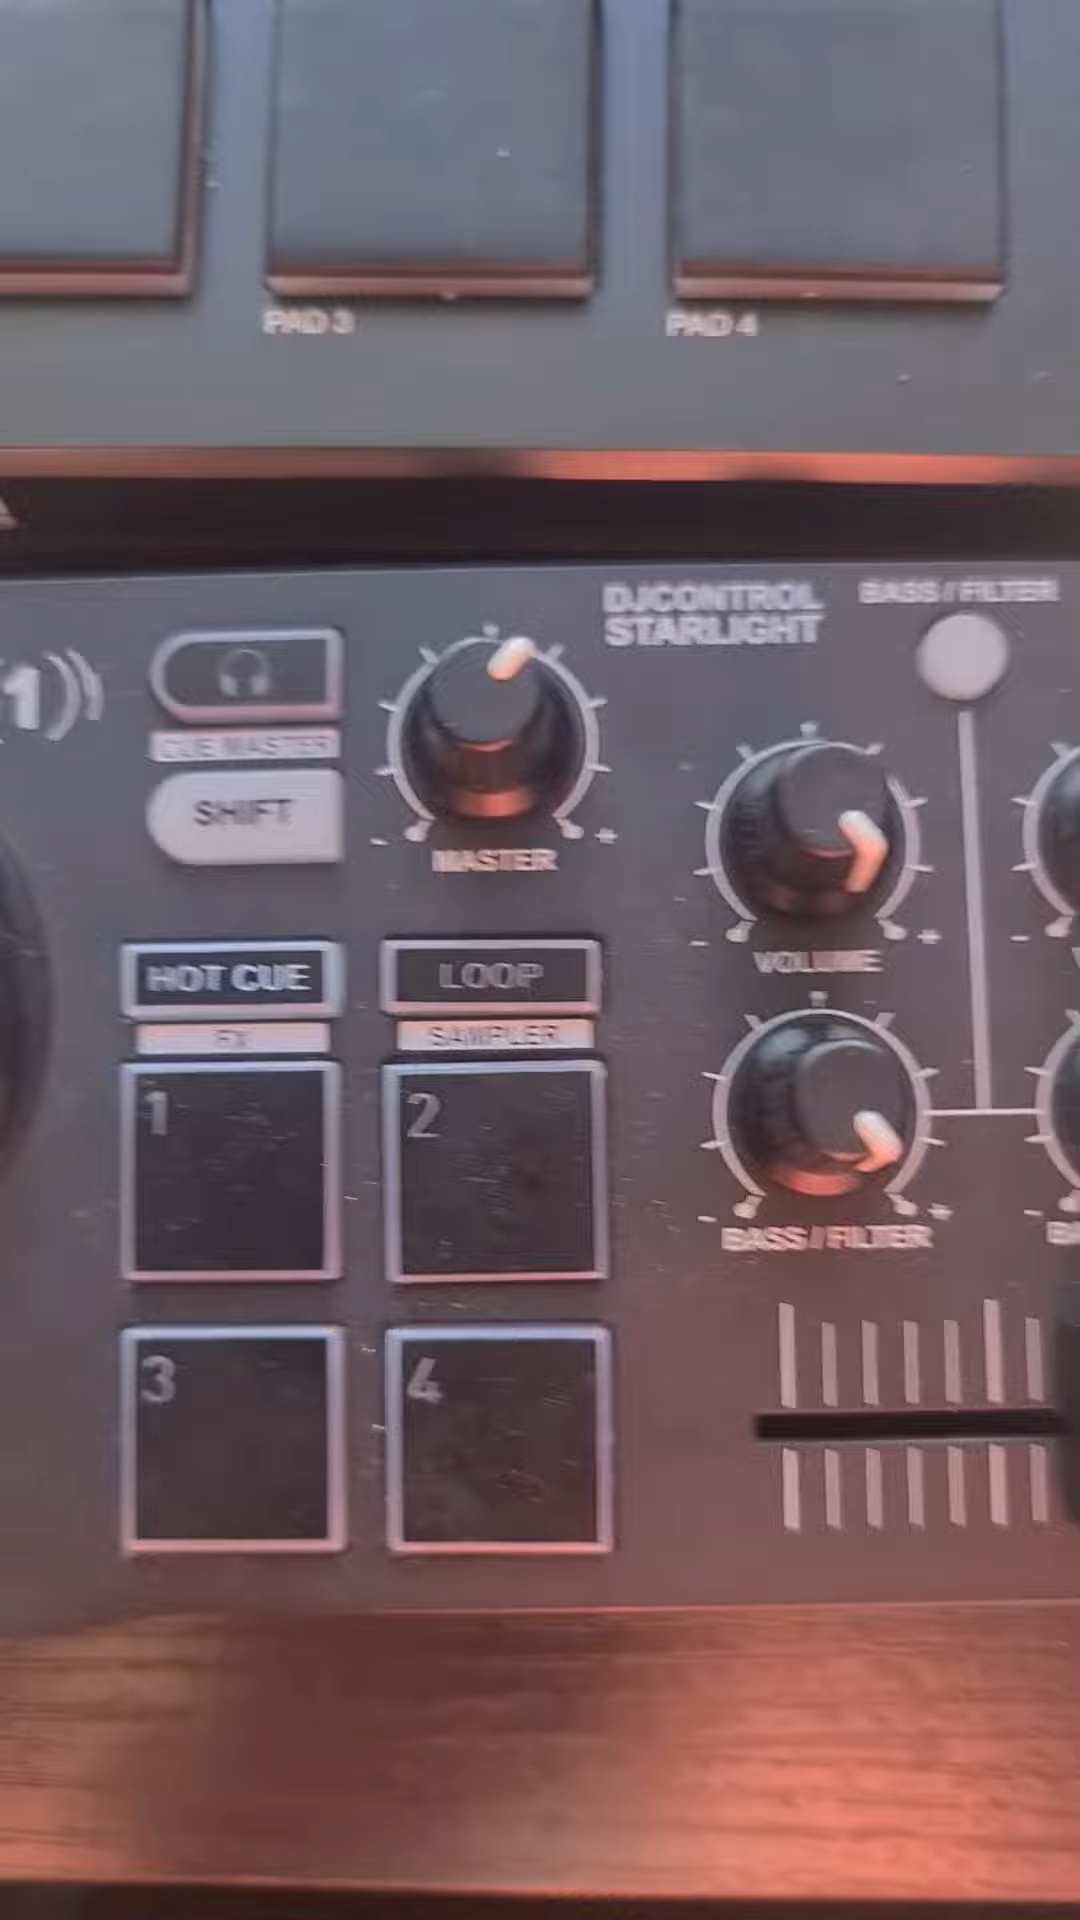 PAD 3
PAD 4
DJCONTROL
STARLIGHT
BASS / FILTER
1
CUE MASTER
SHIFT
- +
MASTER
- +
VOLUME
-
HOT CUE
LOOP
FX
SAMPLER
1
2
- +
BASS / FILTER
-
3
4